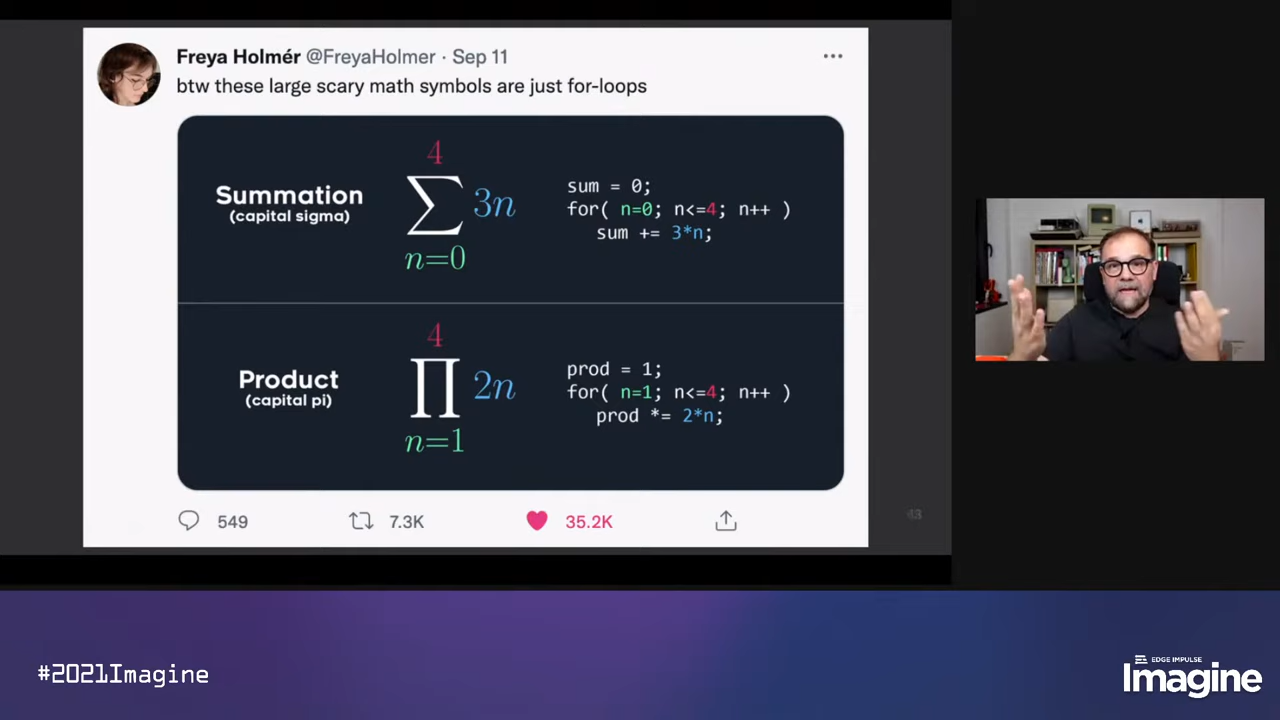 Freya Holmér @FreyaHolmer · Sep 11
btw these large scary math symbols are just for-loops
Summation
(capital sigma)
4
∑ 3n
n=0
sum = 0;
for( n=0; n<=4; n++ )
sum += 3*n;
Product
(capital pi)
4
∏ 2n
n=1
prod = 1;
for( n=1; n<=4; n++ )
prod *= 2*n;
549
7.3K
35.2K
43
#2021Imagine
EDGE IMPULSE
Imagine